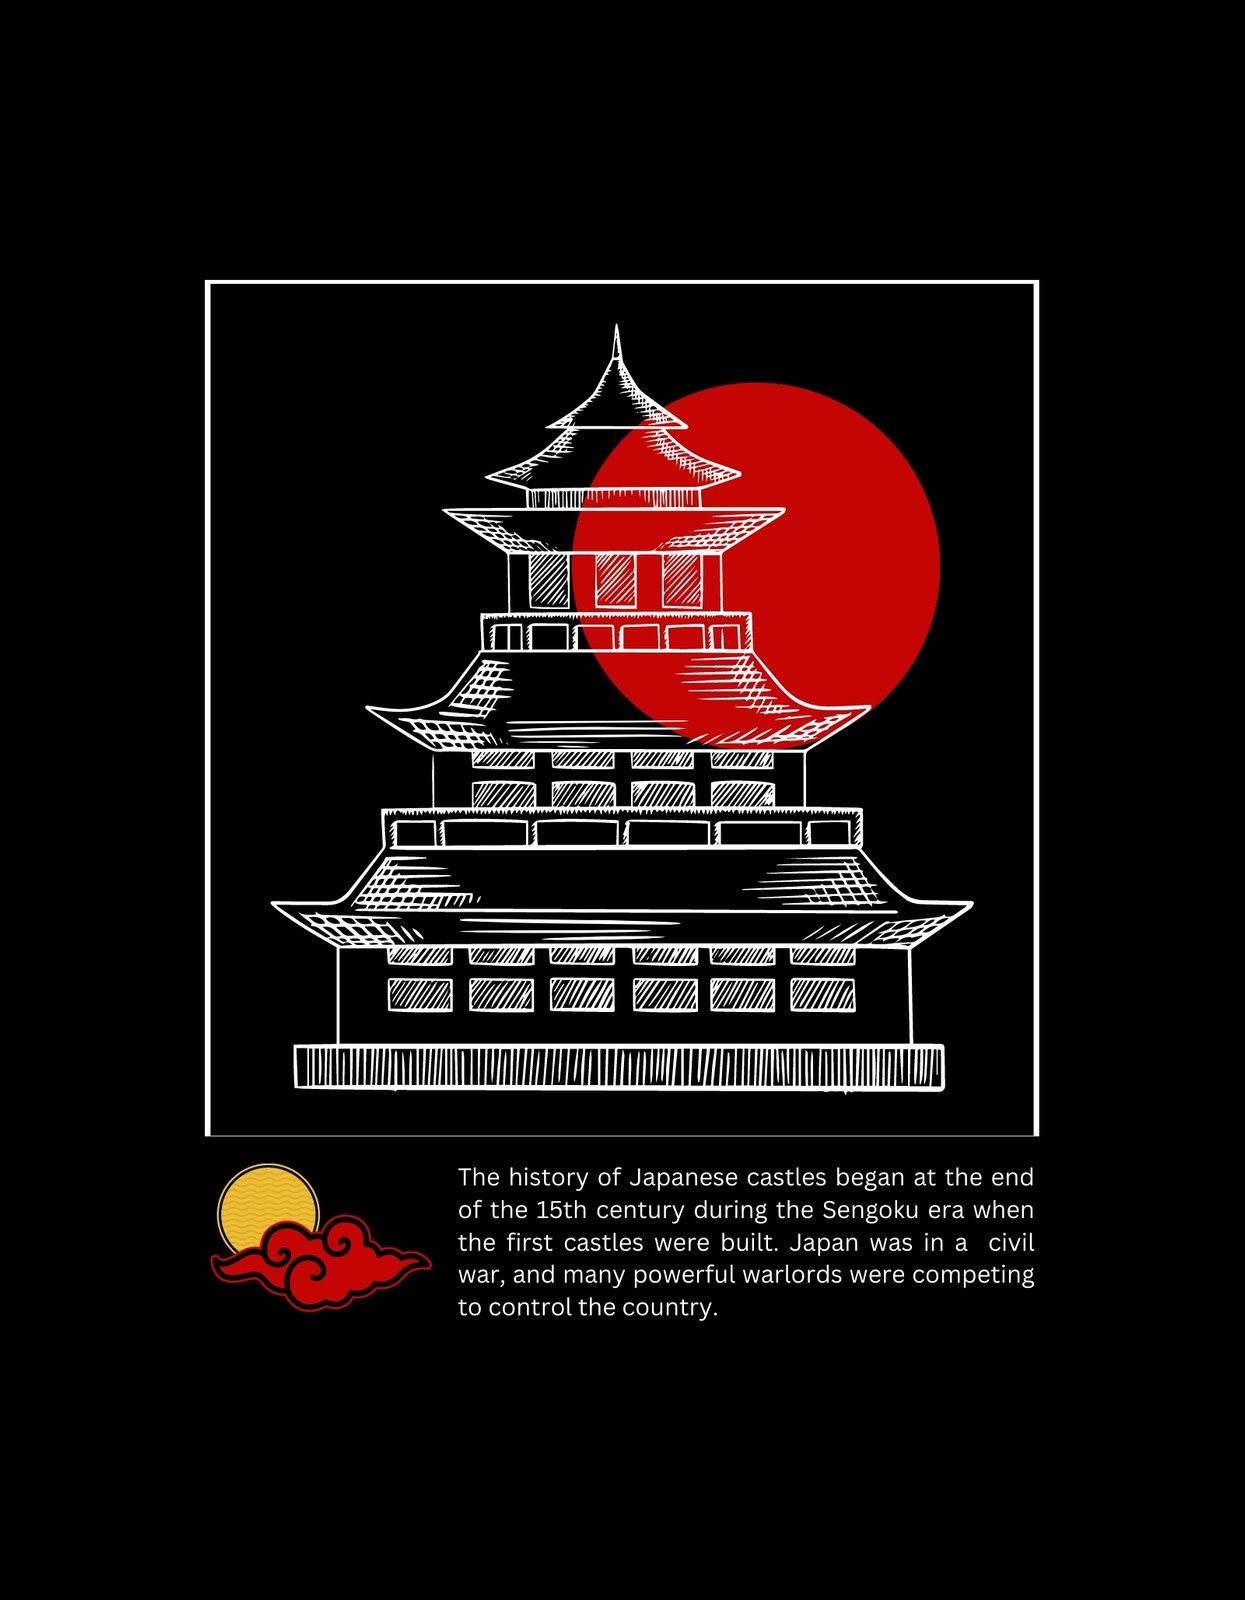 The history of Japanese castles began at the end
of the 15th century during the Sengoku era when
the first castles were built. Japan was in a  civil
war, and many powerful warlords were competing
to control the country.